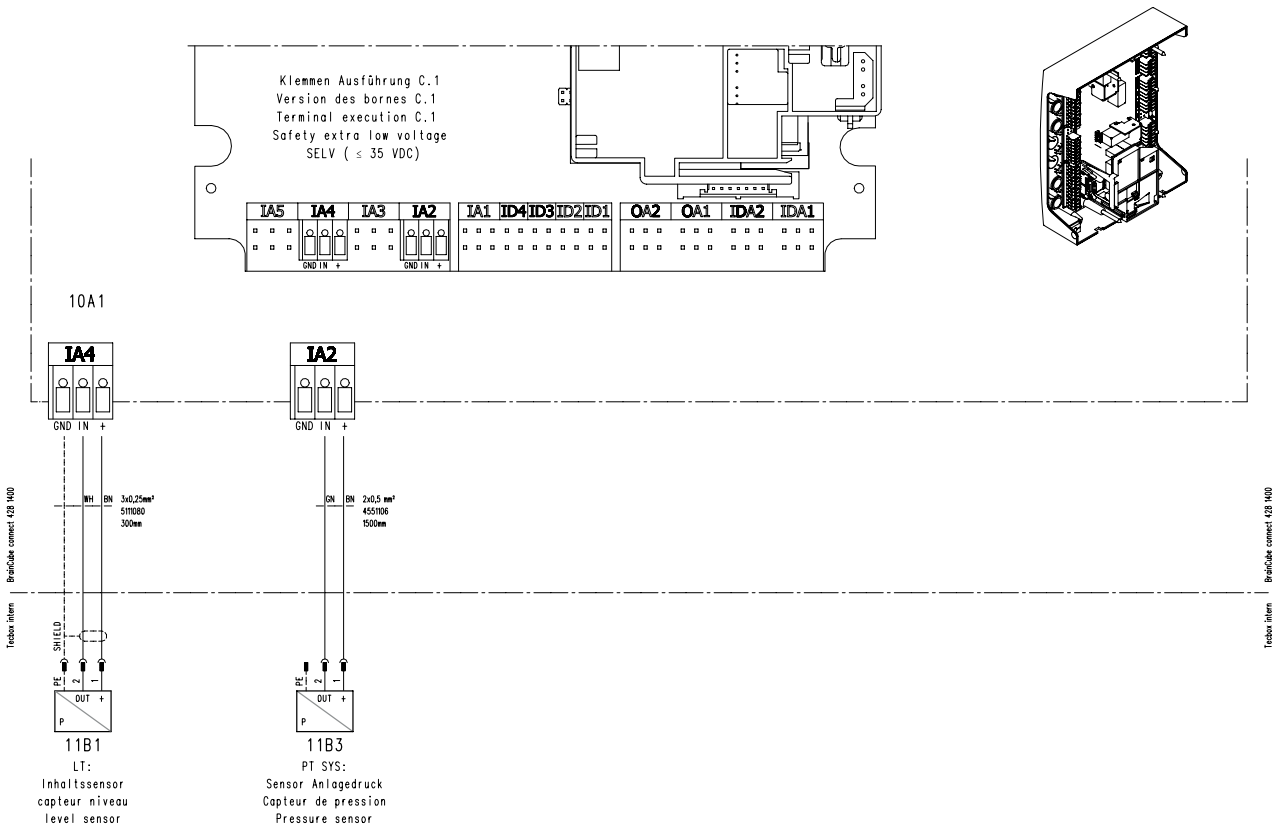 Klemmen Ausführung C.1
Version des bornes C.1
Terminal execution C.1
Safety extra low voltage
SELV ( ≤ 35 VDC)
IA5 IA4 IA3 IA2 IA1 ID4 ID3 ID2 ID1 OA2 OA1 IDA2 IDA1
GND IN + GND IN +
10A1
IA4
GND IN +
WH BN 3x0,25mm²
5111080
300mm
SHIELD
PE 2 1
OUT +
P
11B1
LT:
Inhaltssensor
capteur niveau
level sensor
IA2
GND IN +
GN BN 2x0,5 mm²
4551106
1500mm
PE 2 1
OUT +
P
11B3
PT SYS:
Sensor Anlagedruck
Capteur de pression
Pressure sensor
BrainCube connect 428 1400
Tecbox intern
BrainCube connect 428 1400
Tecbox intern